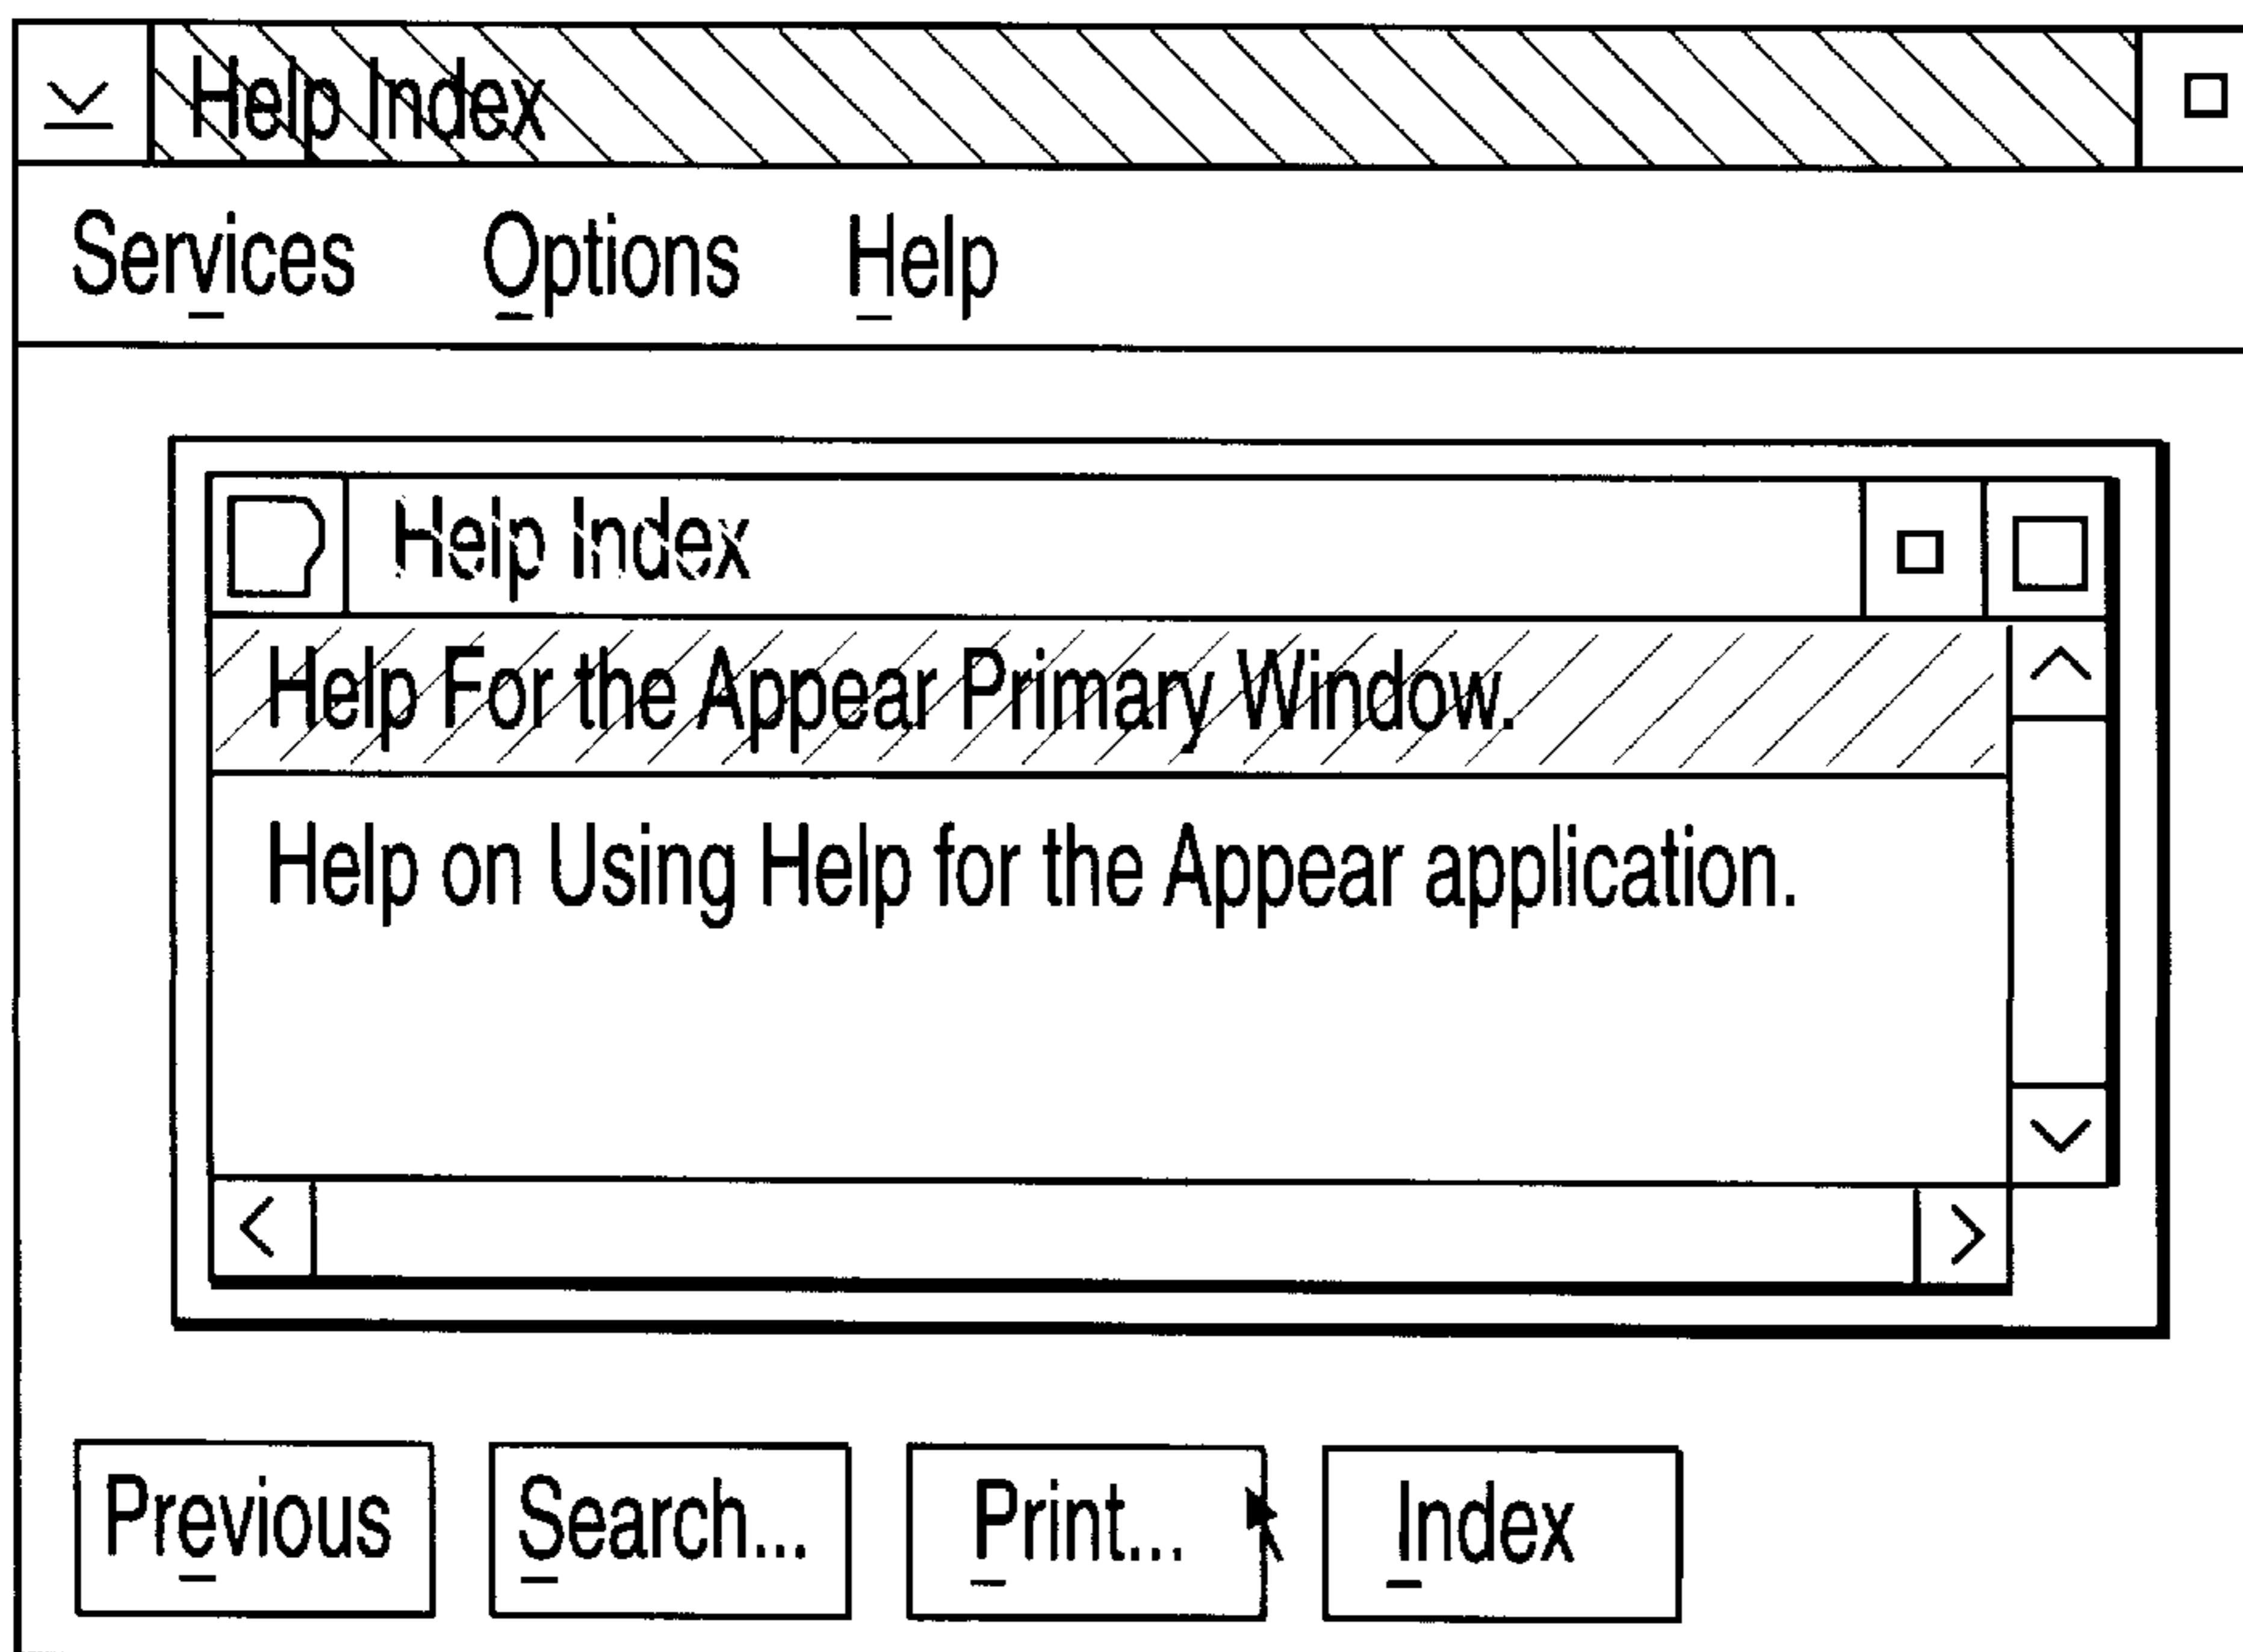 Help Index
Services Options Help
Help Index
Help For the Appear Primary Window.
Help on Using Help for the Appear application.
Previous Search... Print... Index